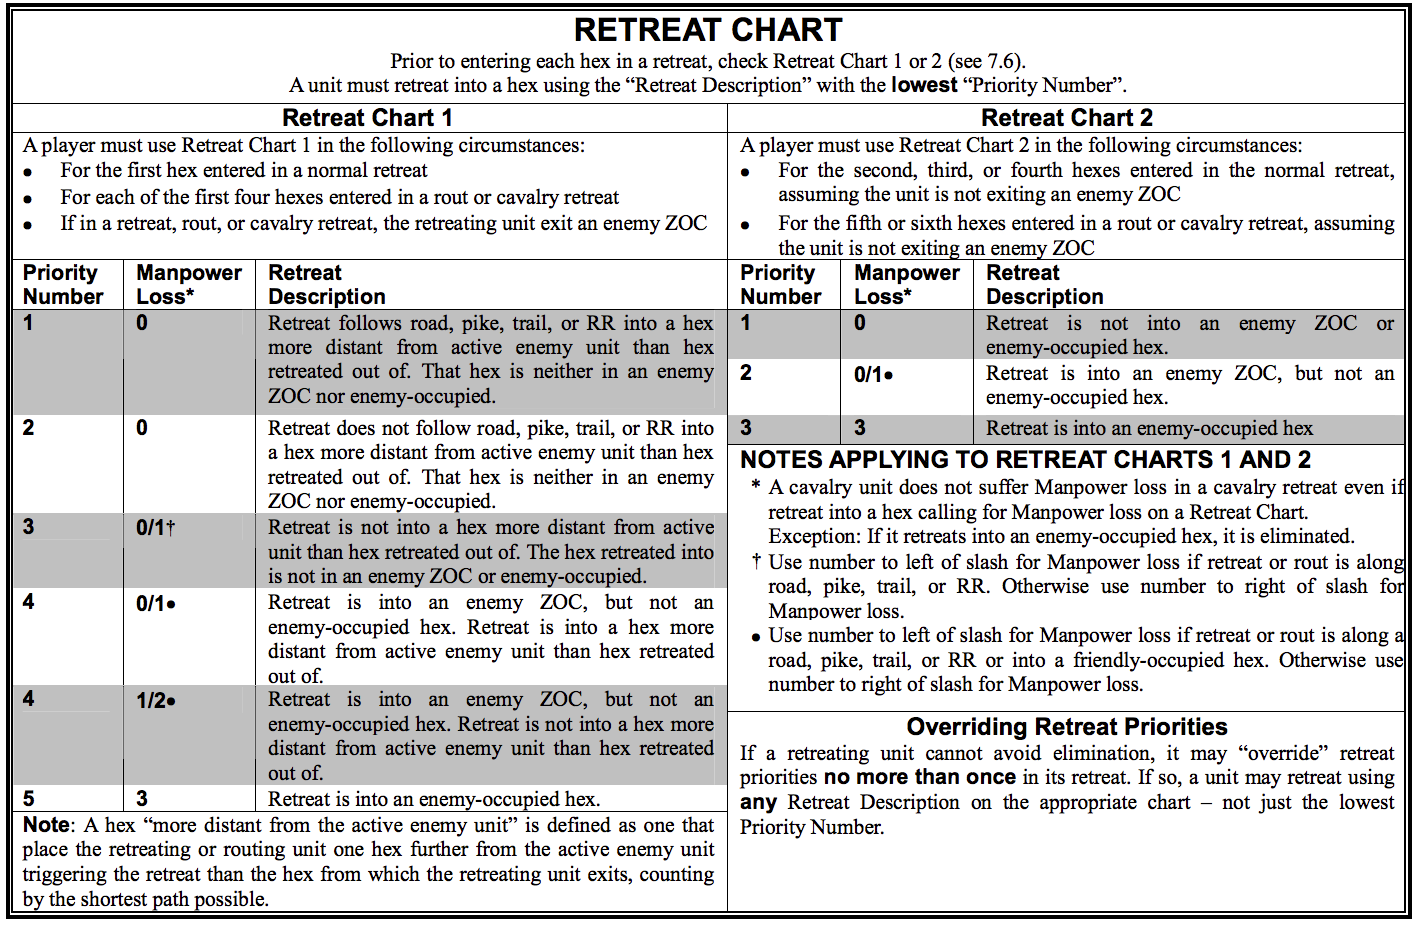 RETREAT CHART
Prior to entering each hex in a retreat, check Retreat Chart 1 or 2 (see 7.6).
A unit must retreat into a hex using the “Retreat Description” with the lowest “Priority Number”.
Retreat Chart 1
A player must use Retreat Chart 1 in the following circumstances:
● For the first hex entered in a normal retreat
● For each of the first four hexes entered in a rout or cavalry retreat
● If in a retreat, rout, or cavalry retreat, the retreating unit exit an enemy ZOC
Priority Manpower Retreat
Number Loss* Description
1 0 Retreat follows road, pike, trail, or RR into a hex
more distant from active enemy unit than hex
retreated out of. That hex is neither in an enemy
ZOC nor enemy-occupied.
2 0 Retreat does not follow road, pike, trail, or RR into
a hex more distant from active enemy unit than hex
retreated out of. That hex is neither in an enemy
ZOC nor enemy-occupied.
3 0/1† Retreat is not into a hex more distant from active
unit than hex retreated out of. The hex retreated into
is not in an enemy ZOC or enemy-occupied.
4 0/1● Retreat is into an enemy ZOC, but not an
enemy-occupied hex. Retreat is into a hex more
distant from active enemy unit than hex retreated
out of.
4 1/2● Retreat is into an enemy ZOC, but not an
enemy-occupied hex. Retreat is not into a hex more
distant from active enemy unit than hex retreated
out of.
5 3 Retreat is into an enemy-occupied hex.
Note: A hex “more distant from the active enemy unit” is defined as one that
place the retreating or routing unit one hex further from the active enemy unit
triggering the retreat than the hex from which the retreating unit exits, counting
by the shortest path possible.
Retreat Chart 2
A player must use Retreat Chart 2 in the following circumstances:
● For the second, third, or fourth hexes entered in the normal retreat,
assuming the unit is not exiting an enemy ZOC
● For the fifth or sixth hexes entered in a rout or cavalry retreat, assuming
the unit is not exiting an enemy ZOC
Priority Manpower Retreat
Number Loss* Description
1 0 Retreat is not into an enemy ZOC or
enemy-occupied hex.
2 0/1● Retreat is into an enemy ZOC, but not an
enemy-occupied hex.
3 3 Retreat is into an enemy-occupied hex
NOTES APPLYING TO RETREAT CHARTS 1 AND 2
* A cavalry unit does not suffer Manpower loss in a cavalry retreat even if
retreat into a hex calling for Manpower loss on a Retreat Chart.
Exception: If it retreats into an enemy-occupied hex, it is eliminated.
† Use number to left of slash for Manpower loss if retreat or rout is along
road, pike, trail, or RR. Otherwise use number to right of slash for
Manpower loss.
● Use number to left of slash for Manpower loss if retreat or rout is along a
road, pike, trail, or RR or into a friendly-occupied hex. Otherwise use
number to right of slash for Manpower loss.
Overriding Retreat Priorities
If a retreating unit cannot avoid elimination, it may “override” retreat
priorities no more than once in its retreat. If so, a unit may retreat using
any Retreat Description on the appropriate chart – not just the lowest
Priority Number.